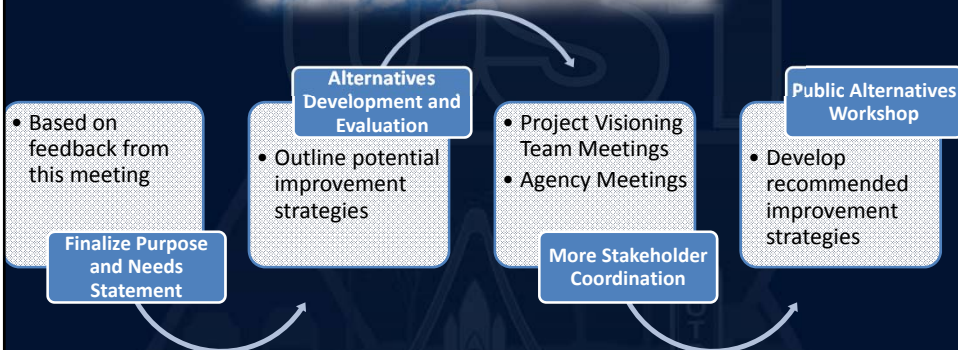 • Based on
feedback from
this meeting
Finalize Purpose
and Needs
Statement
Alternatives
Development and
Evaluation
• Outline potential
improvement
strategies
• Project Visioning
Team Meetings
• Agency Meetings
More Stakeholder
Coordination
Public Alternatives
Workshop
• Develop
recommended
improvement
strategies